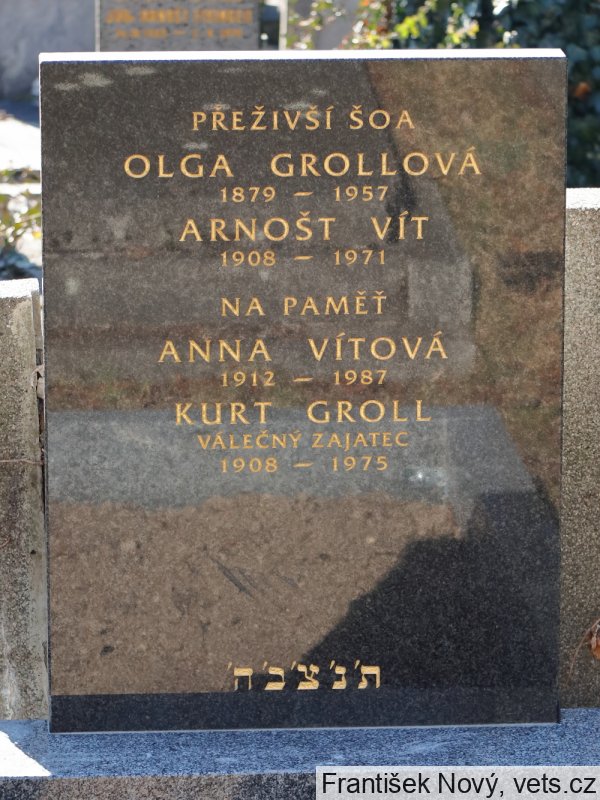 PŘEŽIVŠÍ ŠOA
OLGA GROLLOVÁ
1879 – 1957
ARNOŠT VÍT
1908 – 1971
NA PAMĚŤ
ANNA VÍTOVÁ
1912 – 1987
KURT GROLL
VÁLEČNÝ ZAJATEC
1908 – 1975
ת'נ'צ'ב'ה'
František Nový, vets.cz